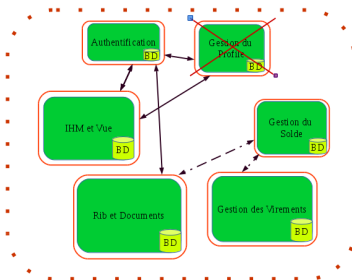 Authentification
BD
Gestion du
Profile
BD
IHM et Vue
BD
Gestion du
Solde
BD
Rib et Documents
BD
Gestion des Virements
BD